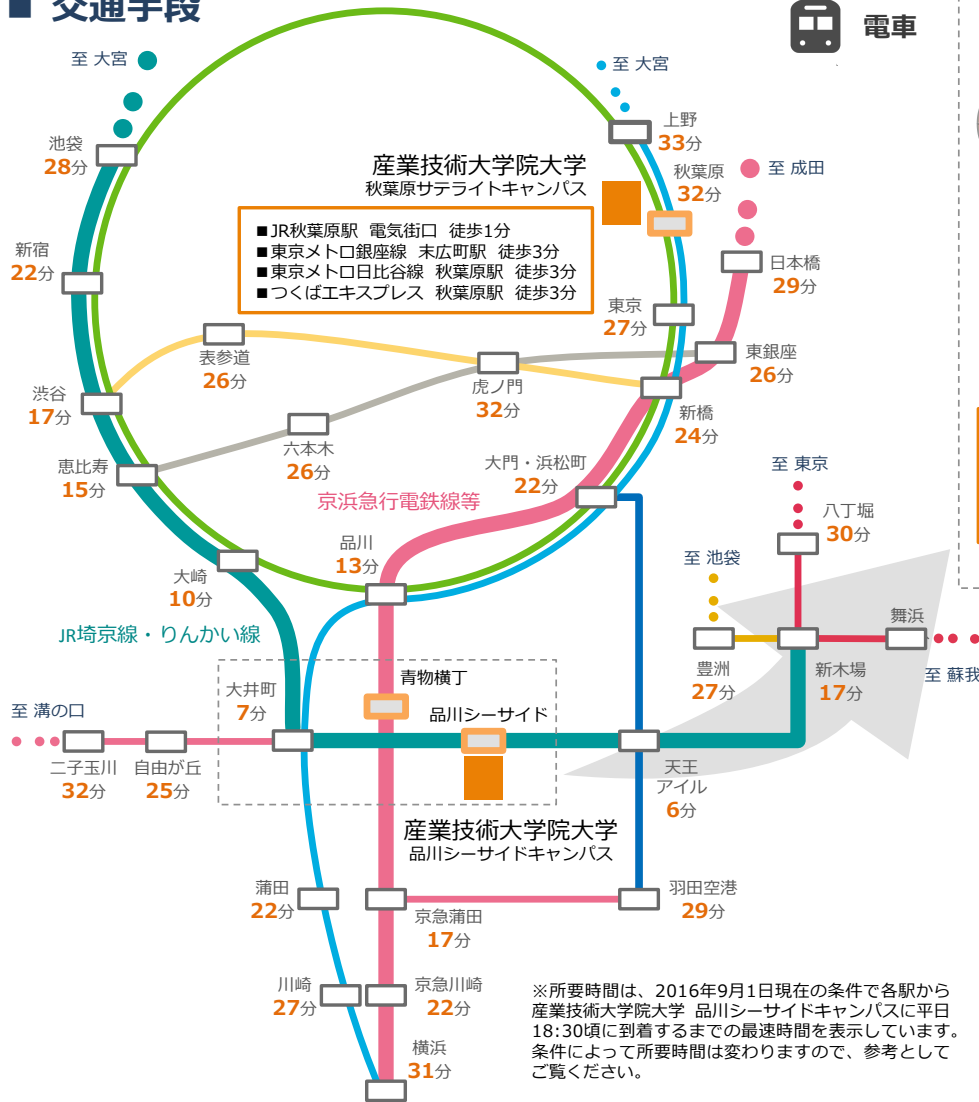 ■ 交通手段
電車
至 大宮
至 大宮
上野
33分
池袋
28分
産業技術大学院大学
秋葉原サテライトキャンパス
秋葉原
32分
至 成田
■JR秋葉原駅 電気街口 徒歩1分
■東京メトロ銀座線 末広町駅 徒歩3分
■東京メトロ日比谷線 秋葉原駅 徒歩3分
■つくばエキスプレス 秋葉原駅 徒歩3分
新宿
22分
日本橋
29分
東京
27分
表参道
26分
虎ノ門
32分
東銀座
26分
渋谷
17分
新橋
24分
六本木
26分
恵比寿
15分
大門・浜松町
22分
至 東京
京浜急行電鉄線等
八丁堀
30分
品川
13分
至 池袋
大崎
10分
舞浜
JR埼京線・りんかい線
豊洲
27分
新木場
17分
至 蘇我
青物横丁
大井町
7分
品川シーサイド
至 溝の口
二子玉川
32分
自由が丘
25分
天王
アイル
6分
産業技術大学院大学
品川シーサイドキャンパス
蒲田
22分
京急蒲田
17分
羽田空港
29分
川崎
27分
京急川崎
22分
横浜
31分
※所要時間は、2016年9月1日現在の条件で各駅から
産業技術大学院大学 品川シーサイドキャンパスに平日
18:30頃に到着するまでの最速時間を表示しています。
条件によって所要時間は変わりますので、参考として
ご覧ください。